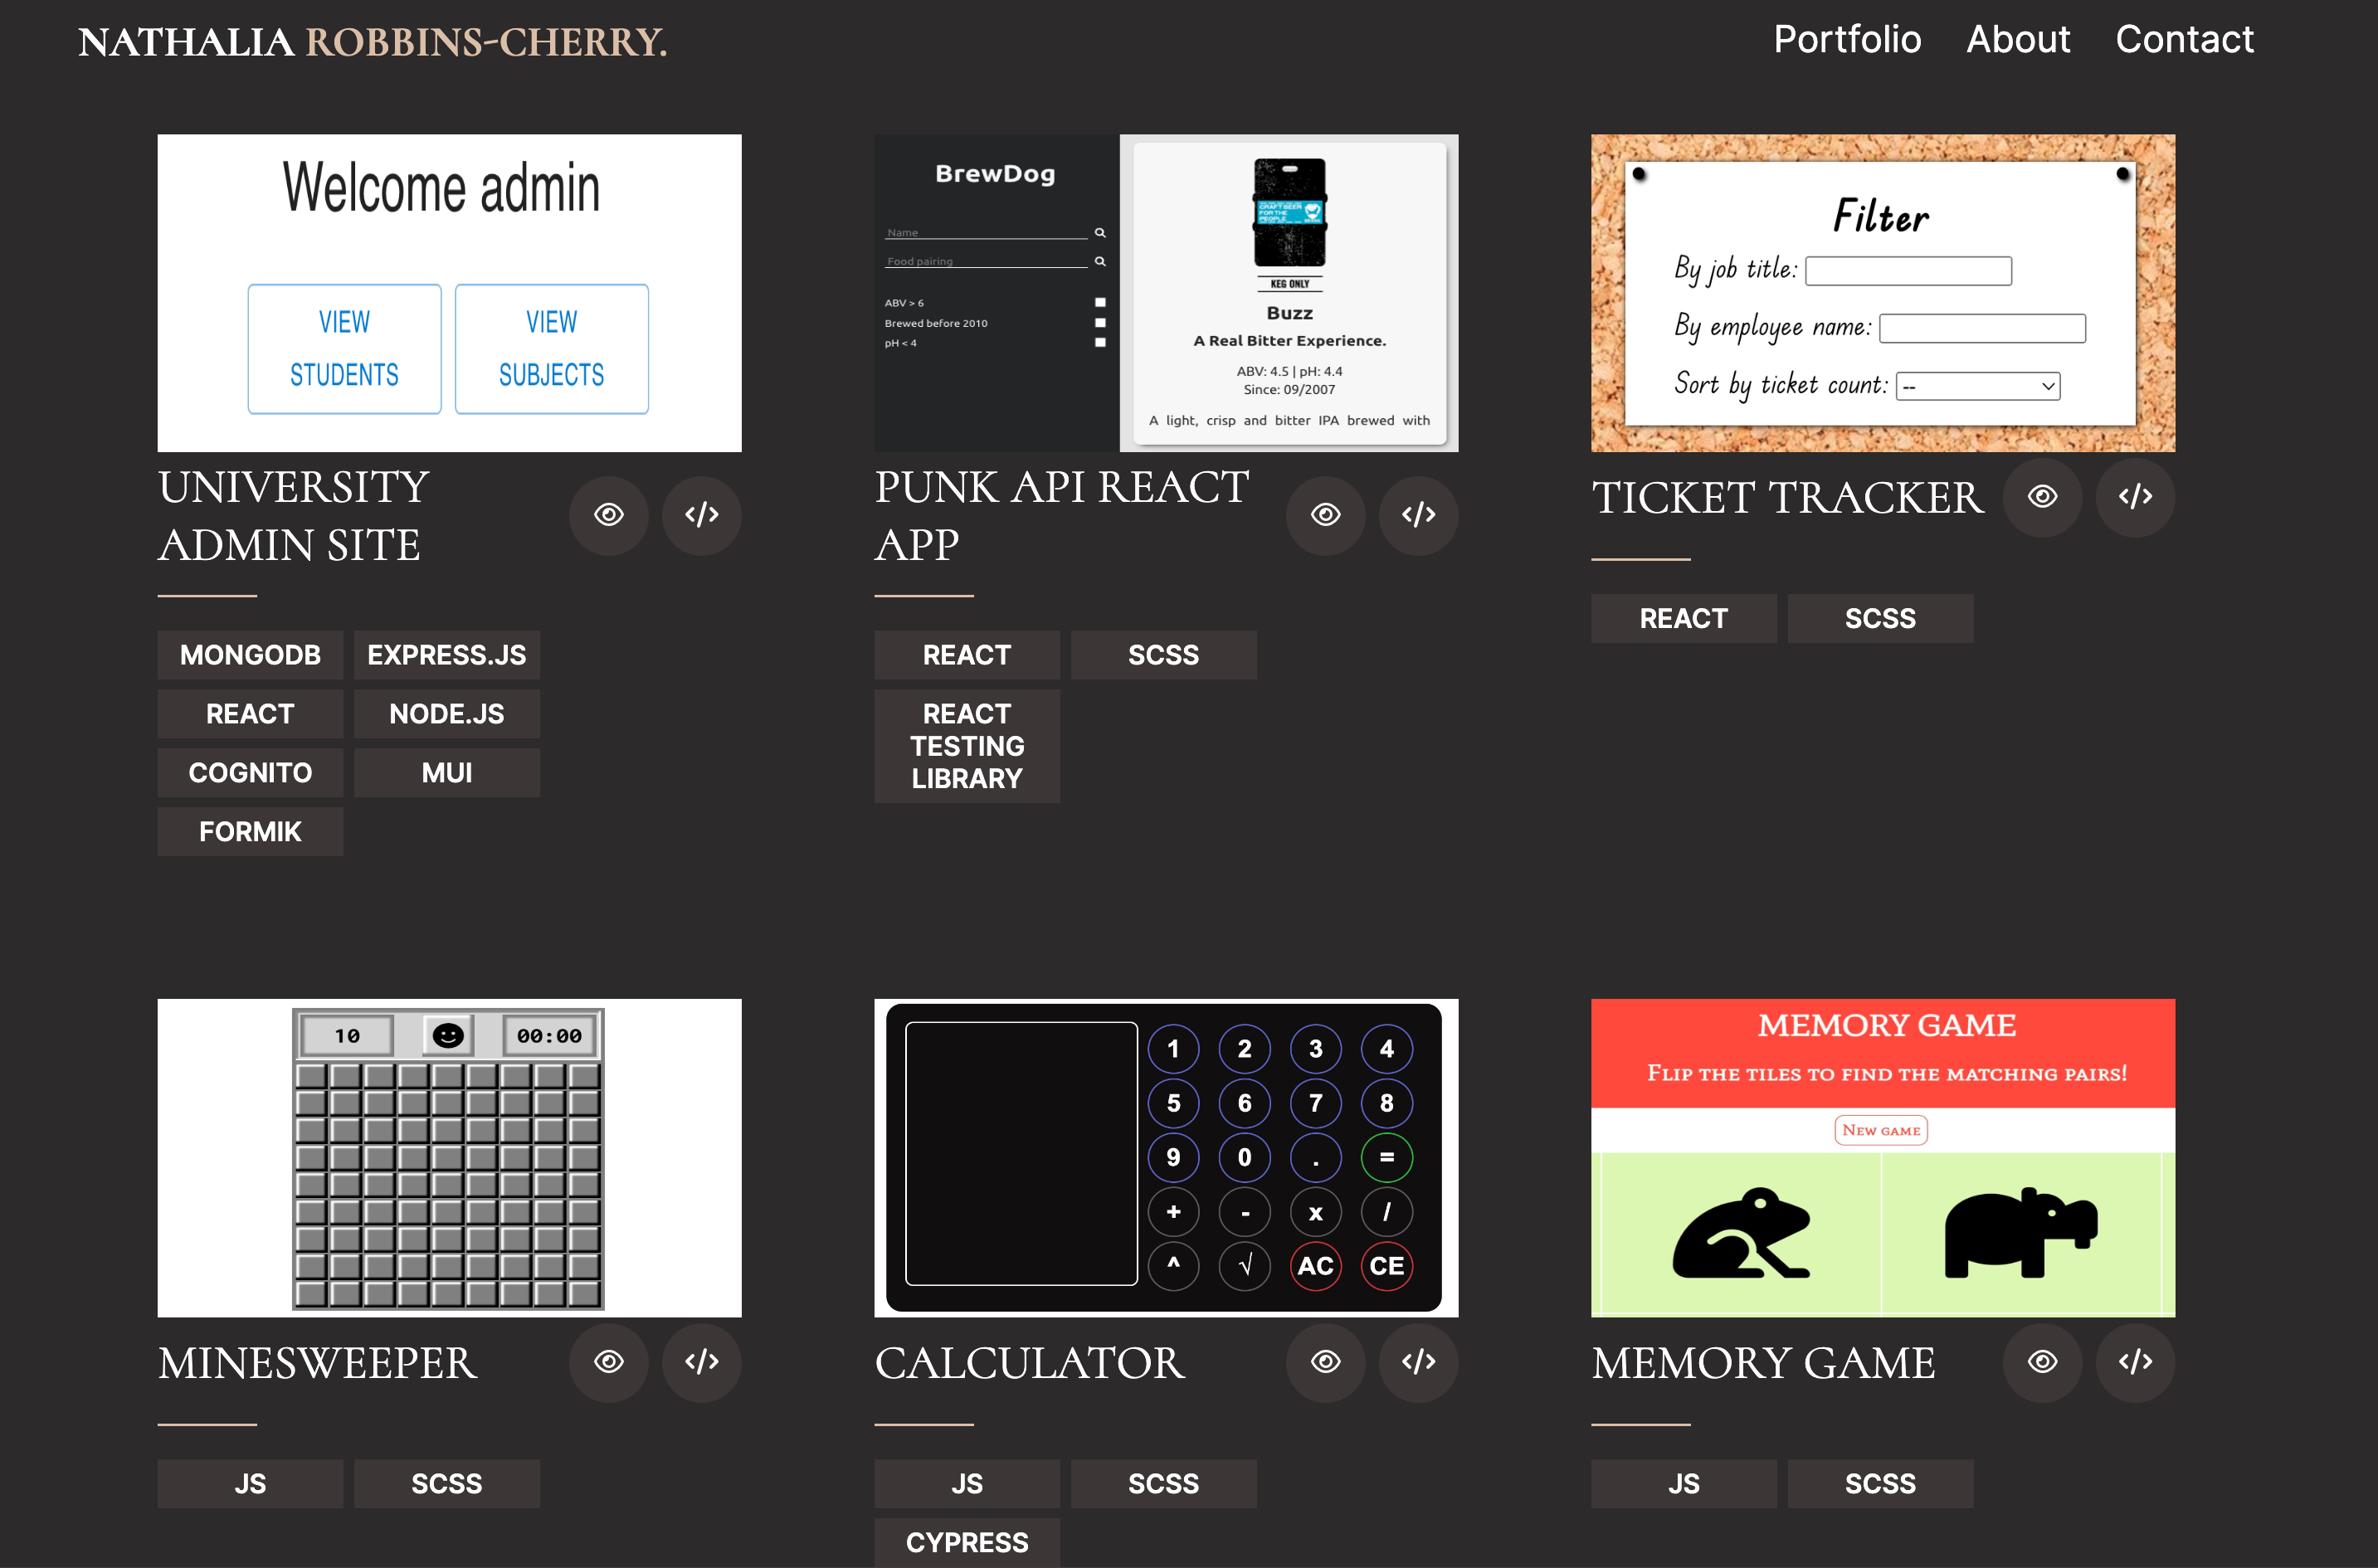 NATHALIA ROBBINS-CHERRY.
Portfolio About Contact
Welcome admin
VIEW
STUDENTS
VIEW
SUBJECTS
UNIVERSITY
ADMIN SITE
MONGODB
EXPRESS.JS
REACT
NODE.JS
COGNITO
MUI
FORMIK
BrewDog
Name
Food pairing
ABV > 6
Brewed before 2010
pH < 4
CRAFT BEER
FOR THE
PEOPLE
KEG ONLY
Buzz
A Real Bitter Experience.
ABV: 4.5 | pH: 4.4
Since: 09/2007
A light, crisp and bitter IPA brewed with
PUNK API REACT
APP
</>
REACT
SCSS
REACT
TESTING
LIBRARY
Filter
By job title:
By employee name:
Sort by ticket count: --
TICKET TRACKER
</>
REACT
SCSS
10
00:00
MINESWEEPER
</>
JS
SCSS
1 2 3 4
5 6 7 8
9 0 . =
+ - x /
^ √ AC CE
CALCULATOR
</>
JS
SCSS
CYPRESS
MEMORY GAME
FLIP THE TILES TO FIND THE MATCHING PAIRS!
NEW GAME
MEMORY GAME
</>
JS
SCSS